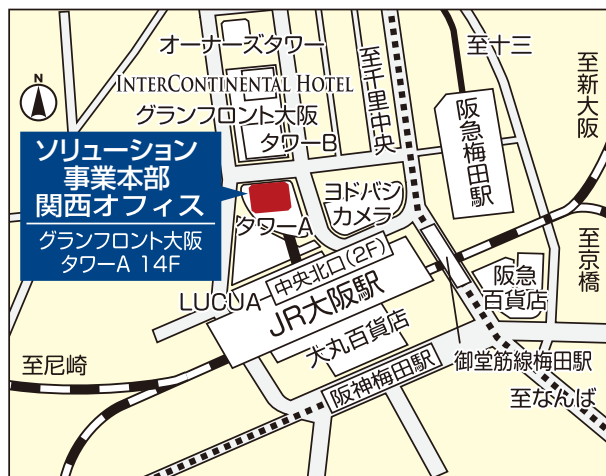 オーナーズタワー
INTERCONTINENTAL HOTEL
グランフロント大阪
タワーB
至千里中央
至十三
至新大阪
阪急梅田駅
N
ソリューション
事業本部
関西オフィス
グランフロント大阪
タワーA 14F
タワーA
ヨドバシ
カメラ
至京橋
阪急
百貨店
中央北口(2F)
LUCUA
JR大阪駅
大丸百貨店
御堂筋線梅田駅
至尼崎
阪神梅田駅
至なんば